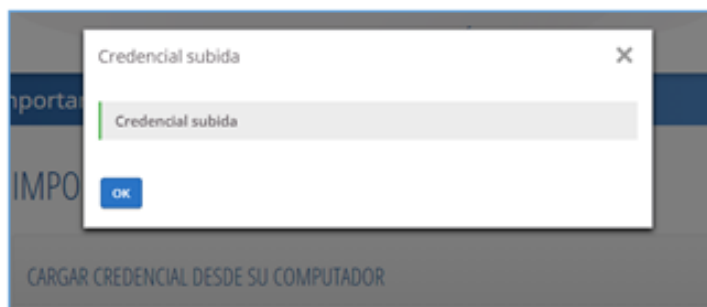 Credencial subida
Credencial subida
OK
CARGAR CREDENCIAL DESDE SU COMPUTADOR